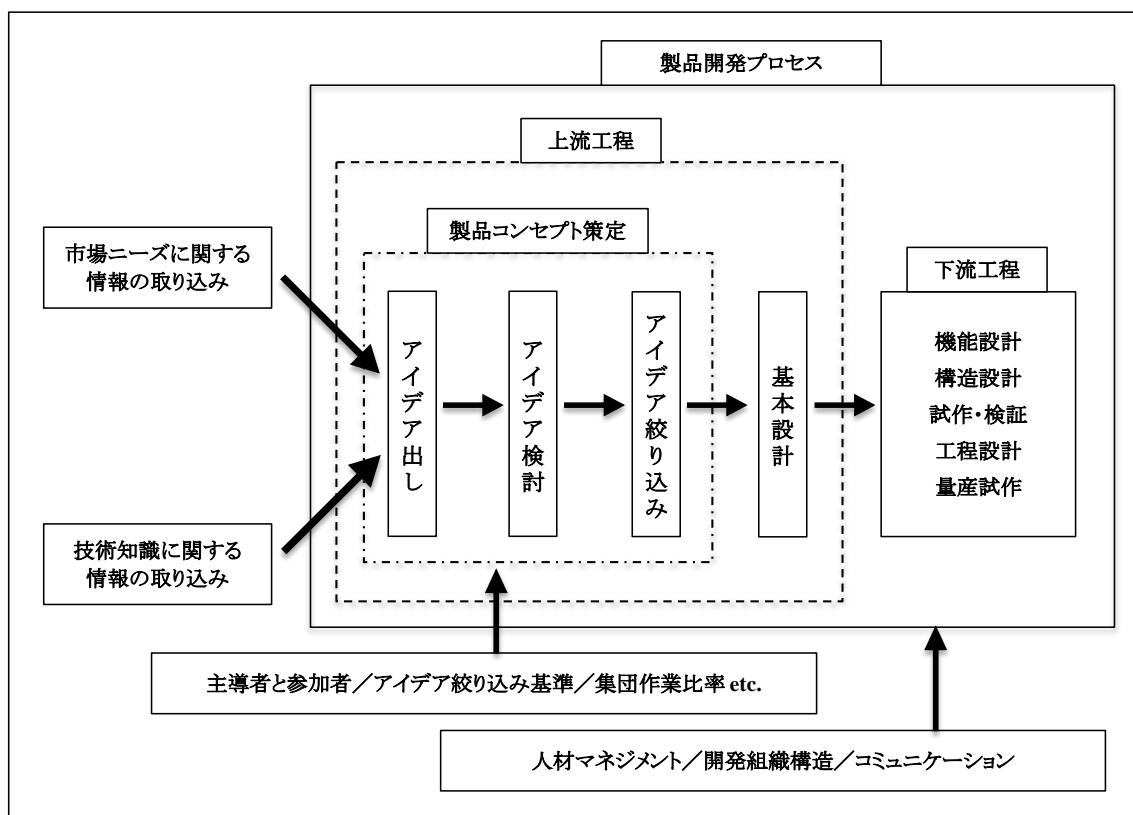 製品開発プロセス
上流工程
製品コンセプト策定
市場ニーズに関する
情報の取り込み
技術知識に関する
情報の取り込み
アイデア出し
アイデア検討
アイデア絞り込み
基本設計
下流工程
機能設計
構造設計
試作・検証
工程設計
量産試作
主導者と参加者／アイデア絞り込み基準／集団作業比率 etc.
人材マネジメント／開発組織構造／コミュニケーション